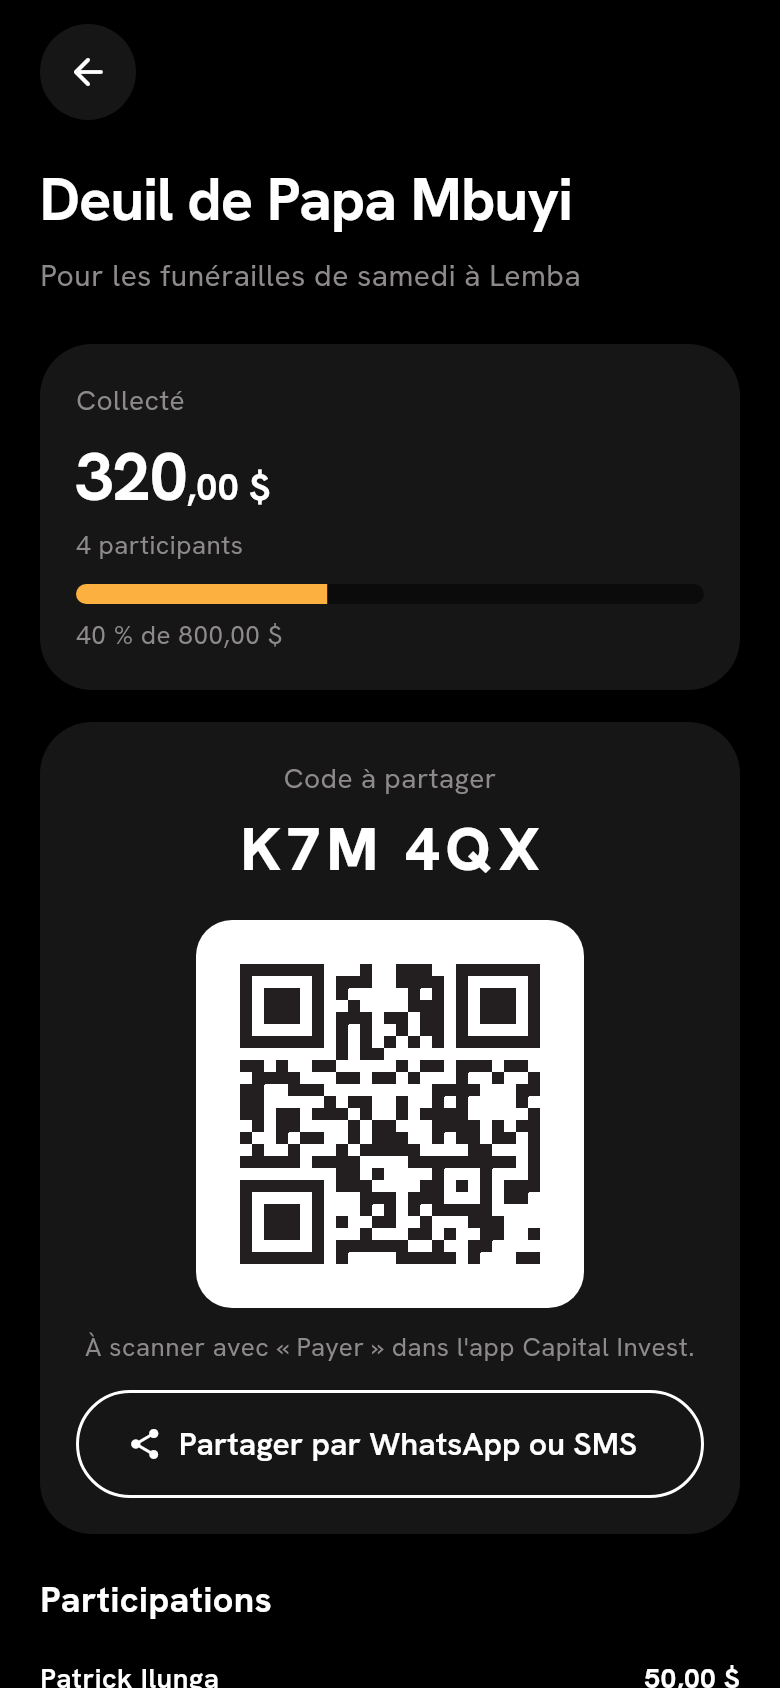 Deuil de Papa Mbuyi
Pour les funérailles de samedi à Lemba
Collecté
320,00 $
4 participants
40 % de 800,00 $
Code à partager
K7M 4QX
À scanner avec « Payer » dans l'app Capital Invest.
Partager par WhatsApp ou SMS
Participations
Patrick Ilunga 50,00 $